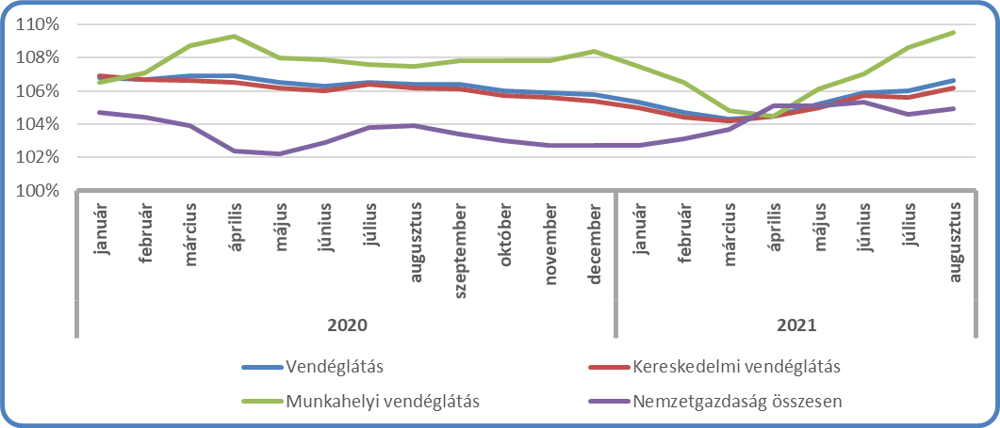 110%
108%
106%
104%
102%
100%
január
február
március
április
május
június
július
augusztus
szeptember
október
november
december
január
február
március
április
május
június
július
augusztus
2020
2021
Vendéglátás
Kereskedelmi vendéglátás
Munkahelyi vendéglátás
Nemzetgazdaság összesen